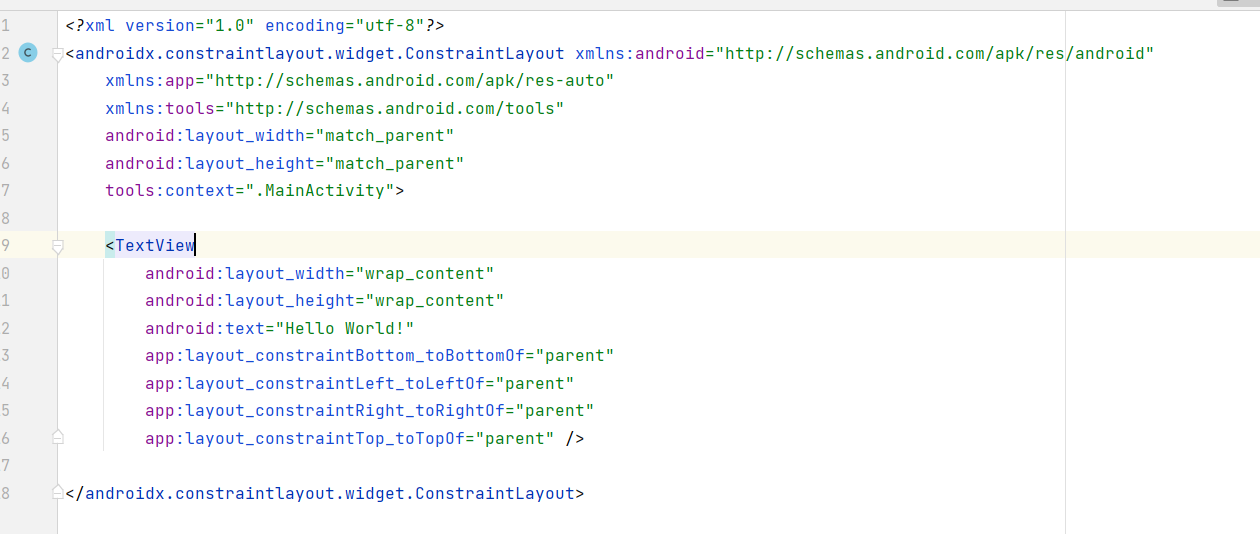 1 <?xml version="1.0" encoding="utf-8"?>
2 C <androidx.constraintlayout.widget.ConstraintLayout xmlns:android="http://schemas.android.com/apk/res/android"
3     xmlns:app="http://schemas.android.com/apk/res-auto"
4     xmlns:tools="http://schemas.android.com/tools"
5     android:layout_width="match_parent"
6     android:layout_height="match_parent"
7     tools:context=".MainActivity">
8
9     <TextView
0         android:layout_width="wrap_content"
1         android:layout_height="wrap_content"
2         android:text="Hello World!"
3         app:layout_constraintBottom_toBottomOf="parent"
4         app:layout_constraintLeft_toLeftOf="parent"
5         app:layout_constraintRight_toRightOf="parent"
6         app:layout_constraintTop_toTopOf="parent" />
7
8 </androidx.constraintlayout.widget.ConstraintLayout>